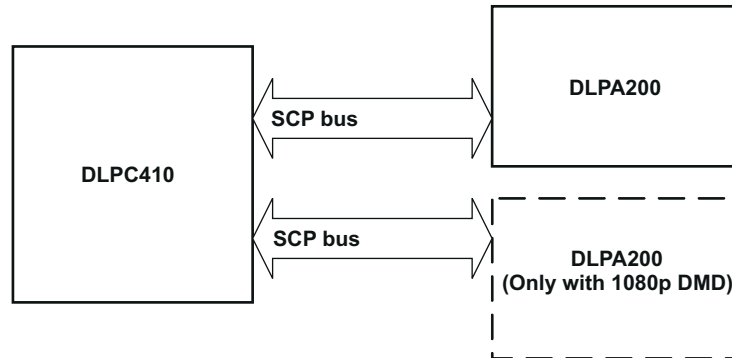 DLPC410
SCP bus
DLPA200
SCP bus
DLPA200
(Only with 1080p DMD)